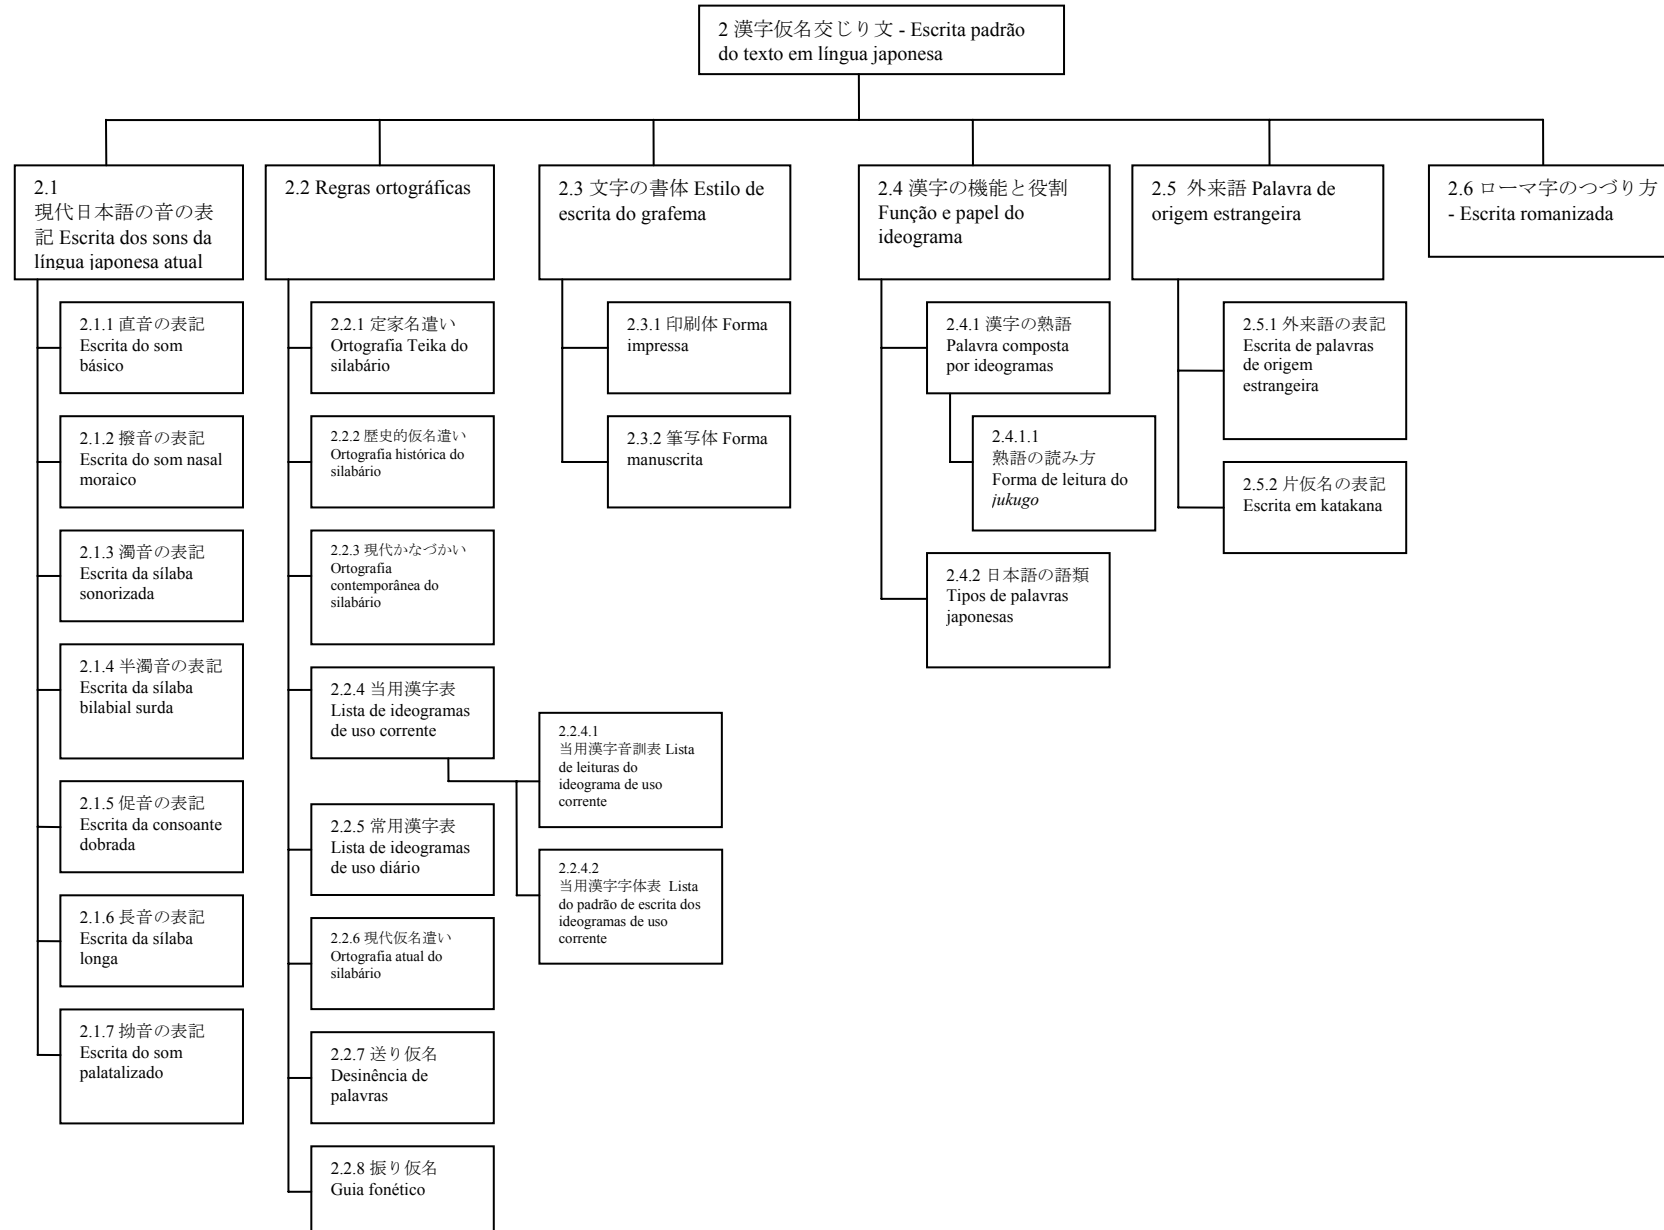 2 漢字仮名交じり文 - Escrita padrão
do texto em língua japonesa
2.1
現代日本語の音の表
記 Escrita dos sons da
língua japonesa atual
2.1.1 直音の表記
Escrita do som
básico
2.1.2 撥音の表記
Escrita do som nasal
moraico
2.1.3 濁音の表記
Escrita da sílaba
sonorizada
2.1.4 半濁音の表記
Escrita da sílaba
bilabial surda
2.1.5 促音の表記
Escrita da consoante
dobrada
2.1.6 長音の表記
Escrita da sílaba
longa
2.1.7 拗音の表記
Escrita do som
palatalizado
2.2 Regras ortográficas
2.2.1 定家名遣い
Ortografia Teika do
silabário
2.2.2 歴史的仮名遣い
Ortografia histórica do
silabário
2.2.3 現代かなづかい
Ortografia
contemporânea do
silabário
2.2.4 当用漢字表
Lista de ideogramas
de uso corrente
2.2.4.1
当用漢字音訓表 Lista
de leituras do
ideograma de uso
corrente
2.2.4.2
当用漢字字体表 Lista
do padrão de escrita dos
ideogramas de uso
corrente
2.2.5 常用漢字表
Lista de ideogramas
de uso diário
2.2.6 現代仮名遣い
Ortografia atual do
silabário
2.2.7 送り仮名
Desinência de
palavras
2.2.8 振り仮名
Guia fonético
2.3 文字の書体 Estilo de
escrita do grafema
2.3.1 印刷体 Forma
impressa
2.3.2 筆写体 Forma
manuscrita
2.4 漢字の機能と役割
Função e papel do
ideograma
2.4.1 漢字の熟語
Palavra composta
por ideogramas
2.4.1.1
熟語の読み方
Forma de leitura do
jukugo
2.4.2 日本語の語類
Tipos de palavras
japonesas
2.5 外来語 Palavra de
origem estrangeira
2.5.1 外来語の表記
Escrita de palavras
de origem
estrangeira
2.5.2 片仮名の表記
Escrita em katakana
2.6 ローマ字のつづり方
- Escrita romanizada